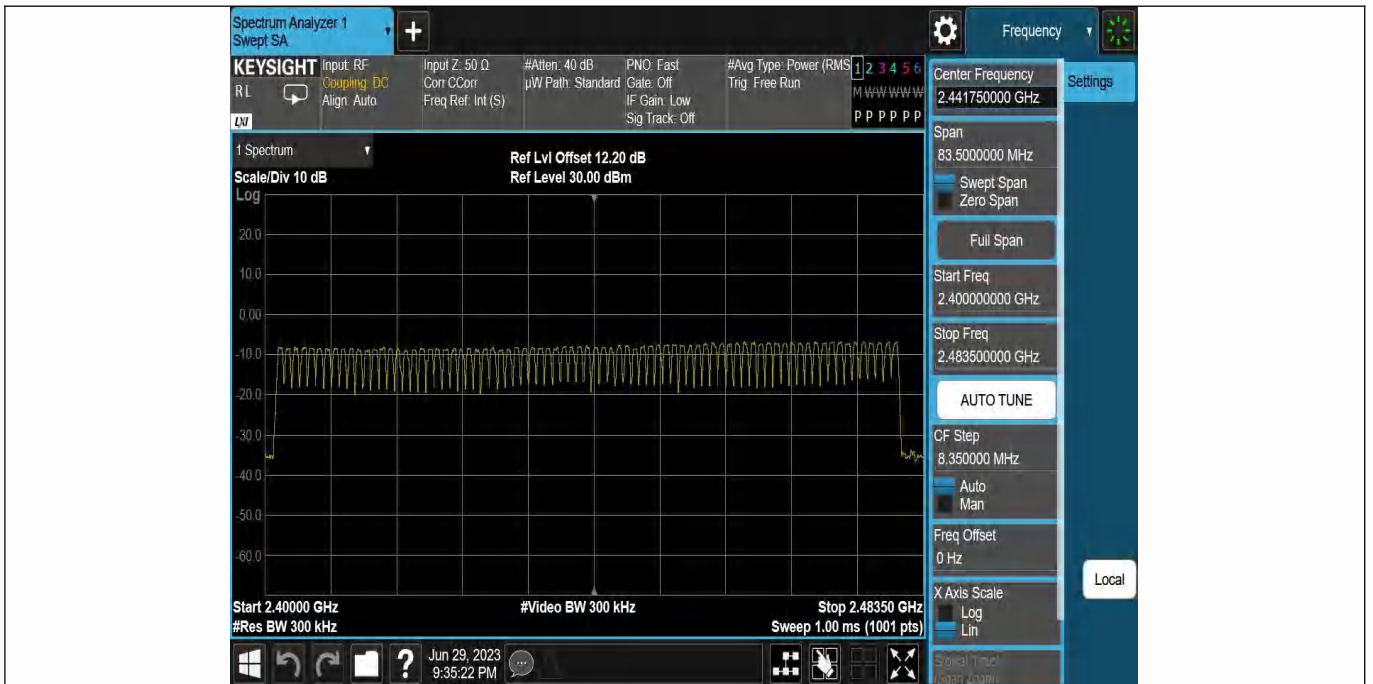 Spectrum Analyzer 1
Swept SA
Frequency
KEYSIGHT
RL
LXI
Input: RF
Coupling: DC
Align: Auto
Input Z: 50 Ω
Corr CCorr
Freq Ref: Int (S)
#Atten: 40 dB
µW Path: Standard
PNO: Fast
Gate: Off
IF Gain: Low
Sig Track: Off
#Avg Type: Power (RMS
Trig: Free Run
1 2 3 4 5 6
M W W W W W
P P P P P P
1 Spectrum
Scale/Div 10 dB
Ref Lvl Offset 12.20 dB
Ref Level 30.00 dBm
Log
20.0
10.0
0.00
-10.0
-20.0
-30.0
-40.0
-50.0
-60.0
Start 2.40000 GHz
#Res BW 300 kHz
#Video BW 300 kHz
Stop 2.48350 GHz
Sweep 1.00 ms (1001 pts)
Jun 29, 2023
9:35:22 PM
Center Frequency
2.441750000 GHz
Settings
Span
83.5000000 MHz
Swept Span
Zero Span
Full Span
Start Freq
2.400000000 GHz
Stop Freq
2.483500000 GHz
AUTO TUNE
CF Step
8.350000 MHz
Auto
Man
Freq Offset
0 Hz
X Axis Scale
Log
Lin
Signal Track
(Span Zoom)
Local